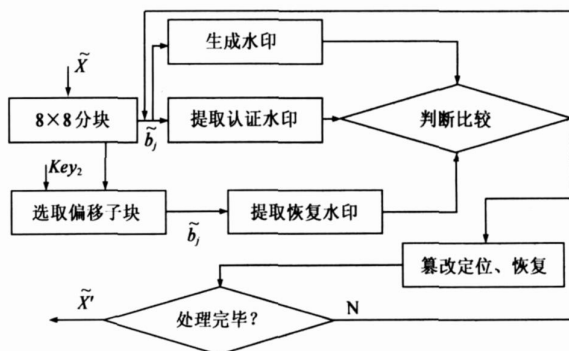 生成水印
X̃
8×8分块
b̃ⱼ
提取认证水印
判断比较
Key₂
选取偏移子块
b̃ⱼ
提取恢复水印
篡改定位、恢复
X̃′
处理完毕?
N